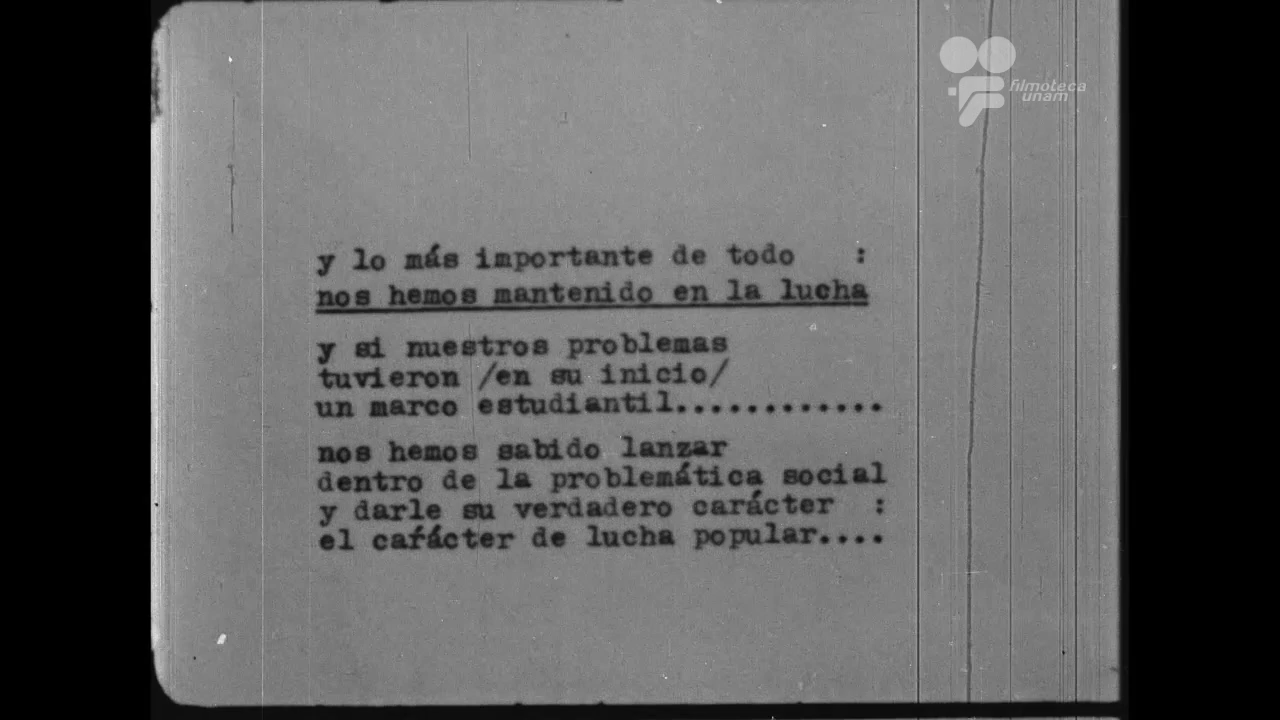 filmoteca
unam
y lo más importante de todo :
nos hemos mantenido en la lucha
y si nuestros problemas
tuvieron /en su inicio/
un marco estudiantil............
nos hemos sabido lanzar
dentro de la problemática social
y darle su verdadero carácter :
el carácter de lucha popular....